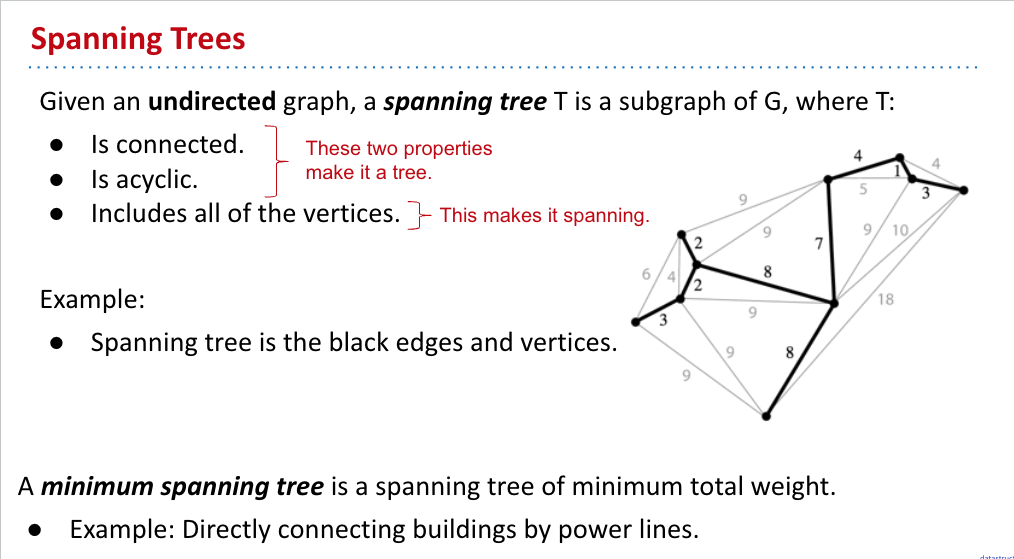 Spanning Trees
Given an undirected graph, a spanning tree T is a subgraph of G, where T:
● Is connected.
● Is acyclic.
These two properties
make it a tree.
● Includes all of the vertices.
This makes it spanning.
Example:
● Spanning tree is the black edges and vertices.
4
4
1
5
3
9
9
9
10
7
2
6
4
2
8
18
3
9
9
8
9
A minimum spanning tree is a spanning tree of minimum total weight.
● Example: Directly connecting buildings by power lines.